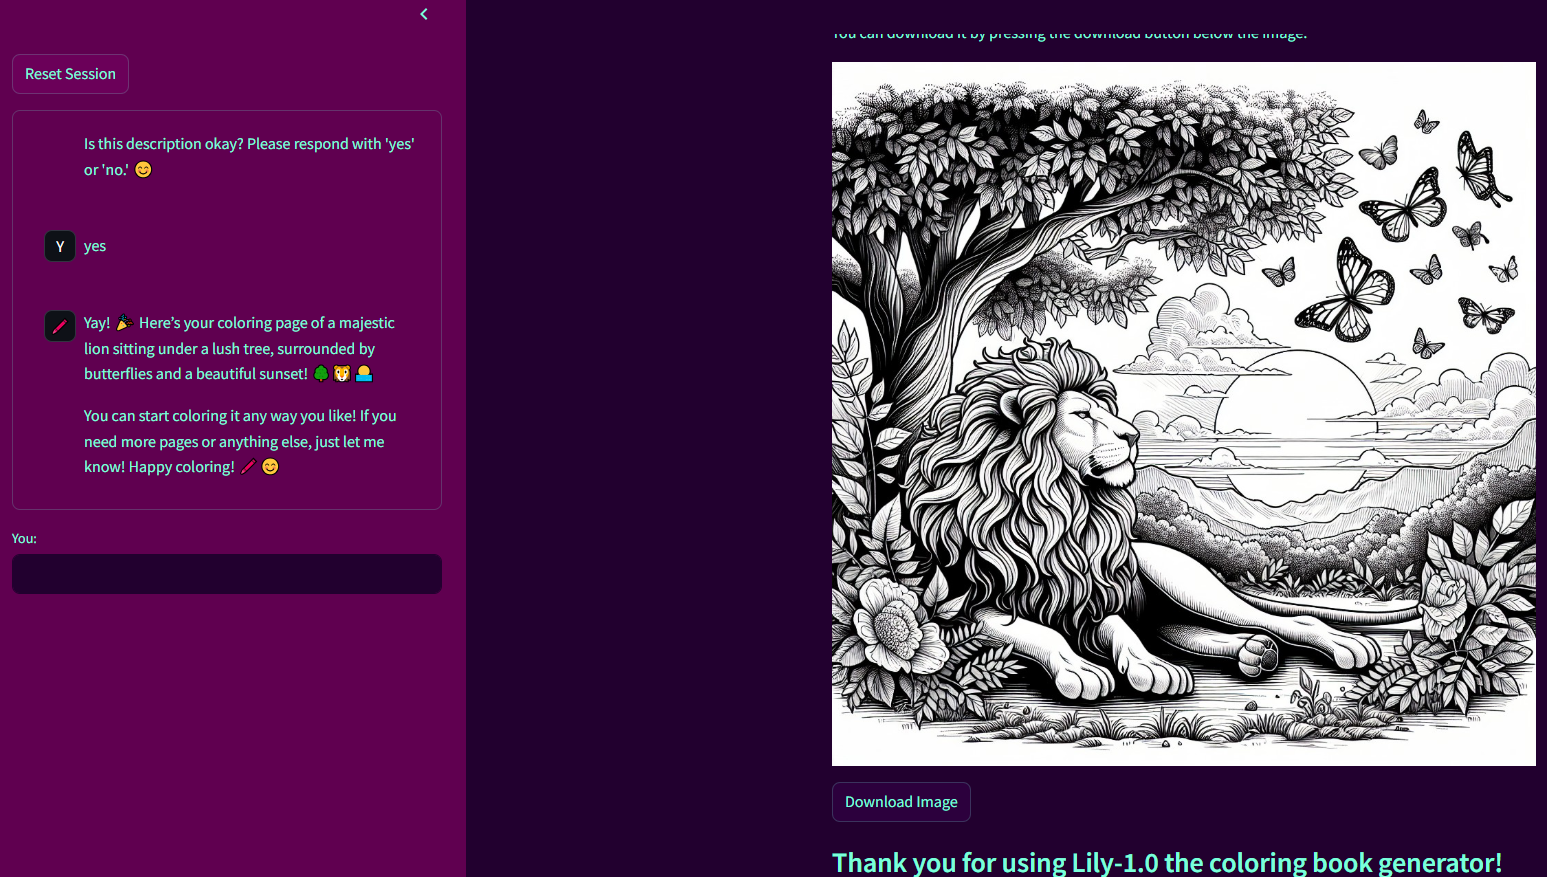 Reset Session
Is this description okay? Please respond with 'yes'
or 'no.' 😊
Y
yes
Yay! 🎉 Here’s your coloring page of a majestic
lion sitting under a lush tree, surrounded by
butterflies and a beautiful sunset! 🌳🦁🌅
You can start coloring it any way you like! If you
need more pages or anything else, just let me
know! Happy coloring! 🖍️ 😊
You:
You can download it by pressing the download button below the image.
Download Image
Thank you for using Lily-1.0 the coloring book generator!